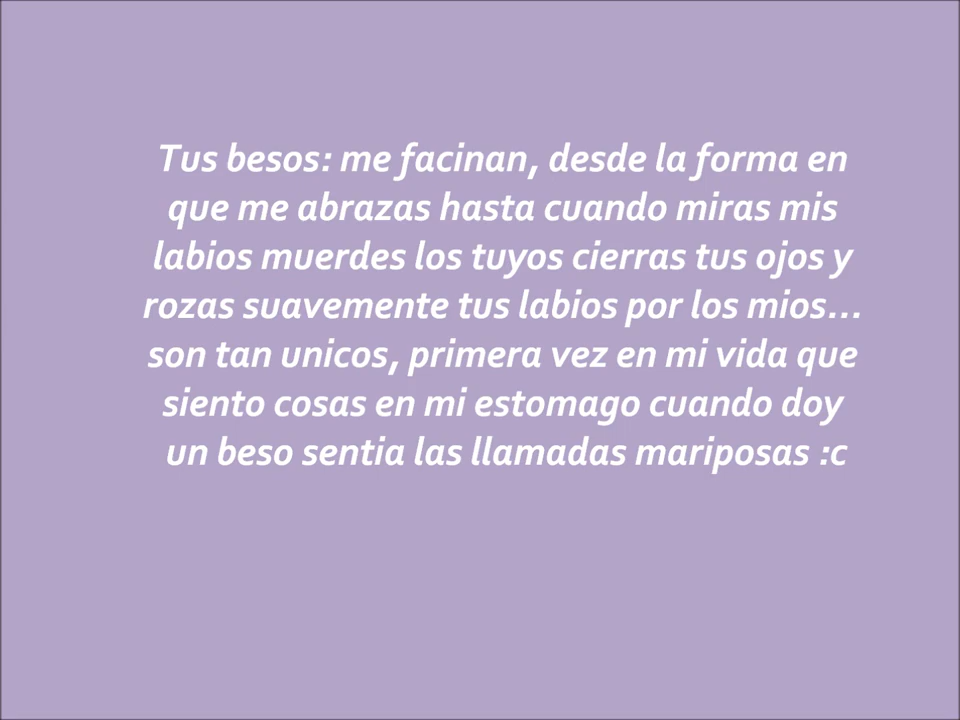 Tus besos: me facinan, desde la forma en
que me abrazas hasta cuando miras mis
labios muerdes los tuyos cierras tus ojos y
rozas suavemente tus labios por los mios...
son tan unicos, primera vez en mi vida que
siento cosas en mi estomago cuando doy
un beso sentia las llamadas mariposas :c